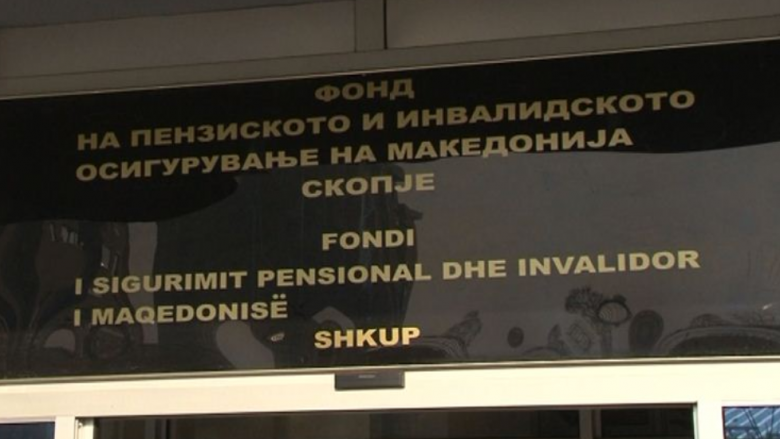 ФОНД
НА ПЕНЗИСКОТО И ИНВАЛИДСКОТО
ОСИГУРУВАЊЕ НА МАКЕДОНИЈА
СКОПЈЕ
FONDI
I SIGURIMIT PENSIONAL DHE INVALIDOR
I MAQEDONISË
SHKUP